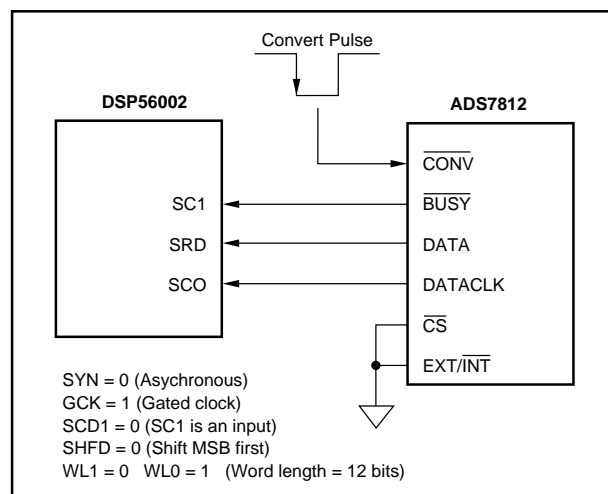 Convert Pulse
DSP56002
ADS7812
CONV
SC1
BUSY
SRD
DATA
SCO
DATACLK
CS
EXT/INT
SYN = 0 (Asychronous)
GCK = 1 (Gated clock)
SCD1 = 0 (SC1 is an input)
SHFD = 0 (Shift MSB first)
WL1 = 0 WL0 = 1 (Word length = 12 bits)